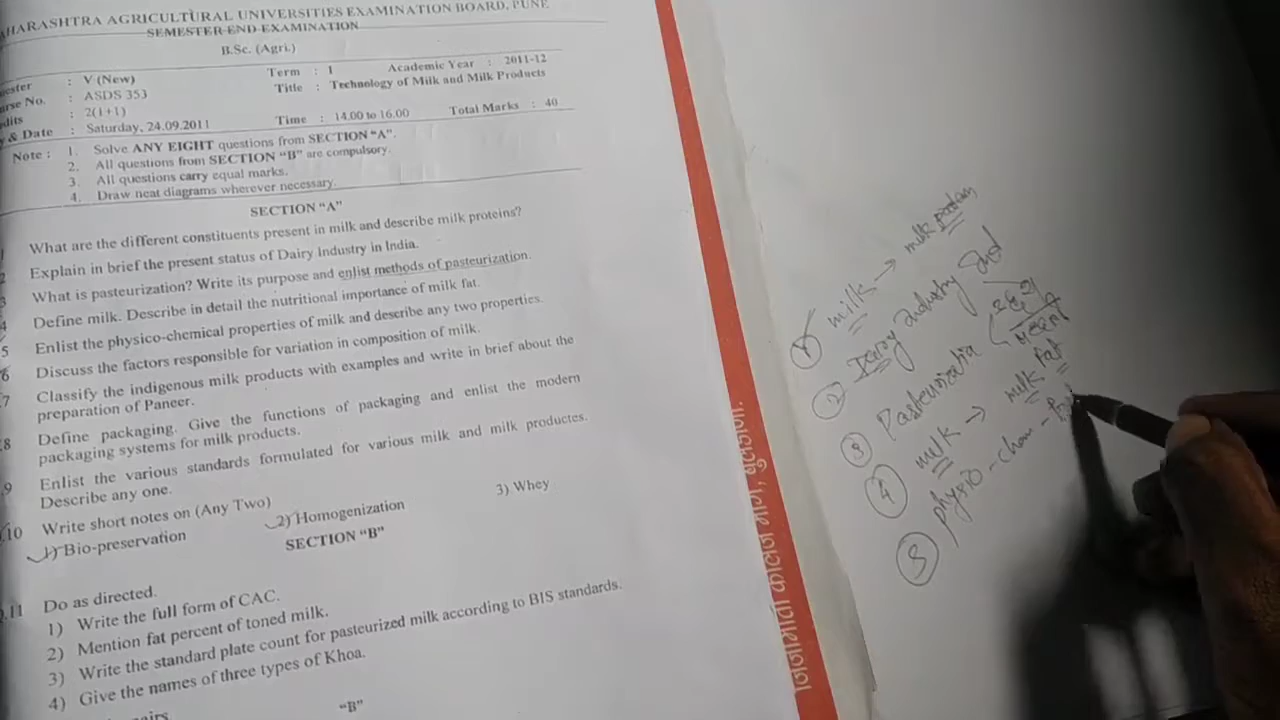 MAHARASHTRA AGRICULTURAL UNIVERSITIES EXAMINATION BOARD, PUNE
SEMESTER END EXAMINATION
B.Sc. (Agri.)
ester : V (New) Term : I Academic Year : 2011-12
urse No. : ASDS 353 Title : Technology of Milk and Milk Products
edits : 2(1+1)
y & Date : Saturday, 24.09.2011 Time : 14.00 to 16.00 Total Marks : 40
Note : 1. Solve ANY EIGHT questions from SECTION "A".
2. All questions from SECTION "B" are compulsory.
3. All questions carry equal marks.
4. Draw neat diagrams wherever necessary.
SECTION "A"
1 What are the different constituents present in milk and describe milk proteins?
2 Explain in brief the present status of Dairy Industry in India.
3 What is pasteurization? Write its purpose and enlist methods of pasteurization.
4 Define milk. Describe in detail the nutritional importance of milk fat.
5 Enlist the physico-chemical properties of milk and describe any two properties.
6 Discuss the factors responsible for variation in composition of milk.
7 Classify the indigenous milk products with examples and write in brief about the
preparation of Paneer.
8 Define packaging. Give the functions of packaging and enlist the modern
packaging systems for milk products.
.9 Enlist the various standards formulated for various milk and milk productes.
Describe any one.
.10 Write short notes on (Any Two)
1) Bio-preservation 2) Homogenization 3) Whey
SECTION "B"
Q.11 Do as directed.
1) Write the full form of CAC.
2) Mention fat percent of toned milk.
3) Write the standard plate count for pasteurized milk according to BIS standards.
4) Give the names of three types of Khoa.
"B"
pairs
जिजामाता कालज माग, बुलडाणा.
1 milk → milk protein
2 Dairy industry Ind
3 Pasteurizatia
4 milk → milk Fat
5 physio-chem -